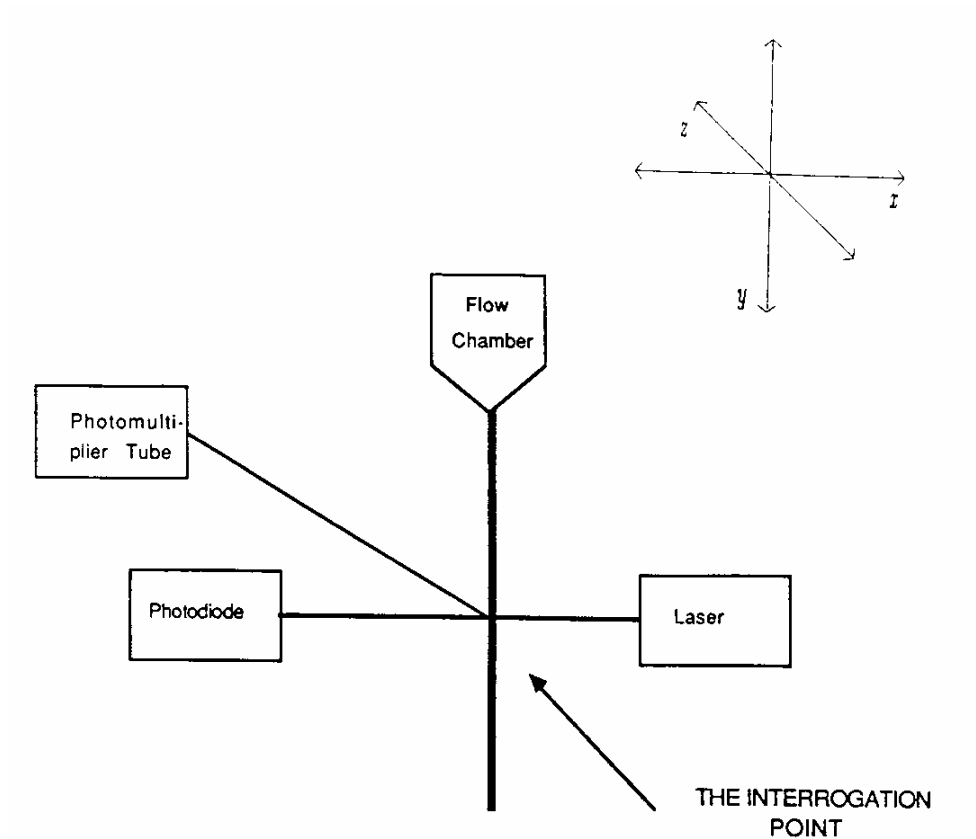 z
x
y
Flow
Chamber
Photomulti-
plier Tube
Photodiode
Laser
THE INTERROGATION
POINT